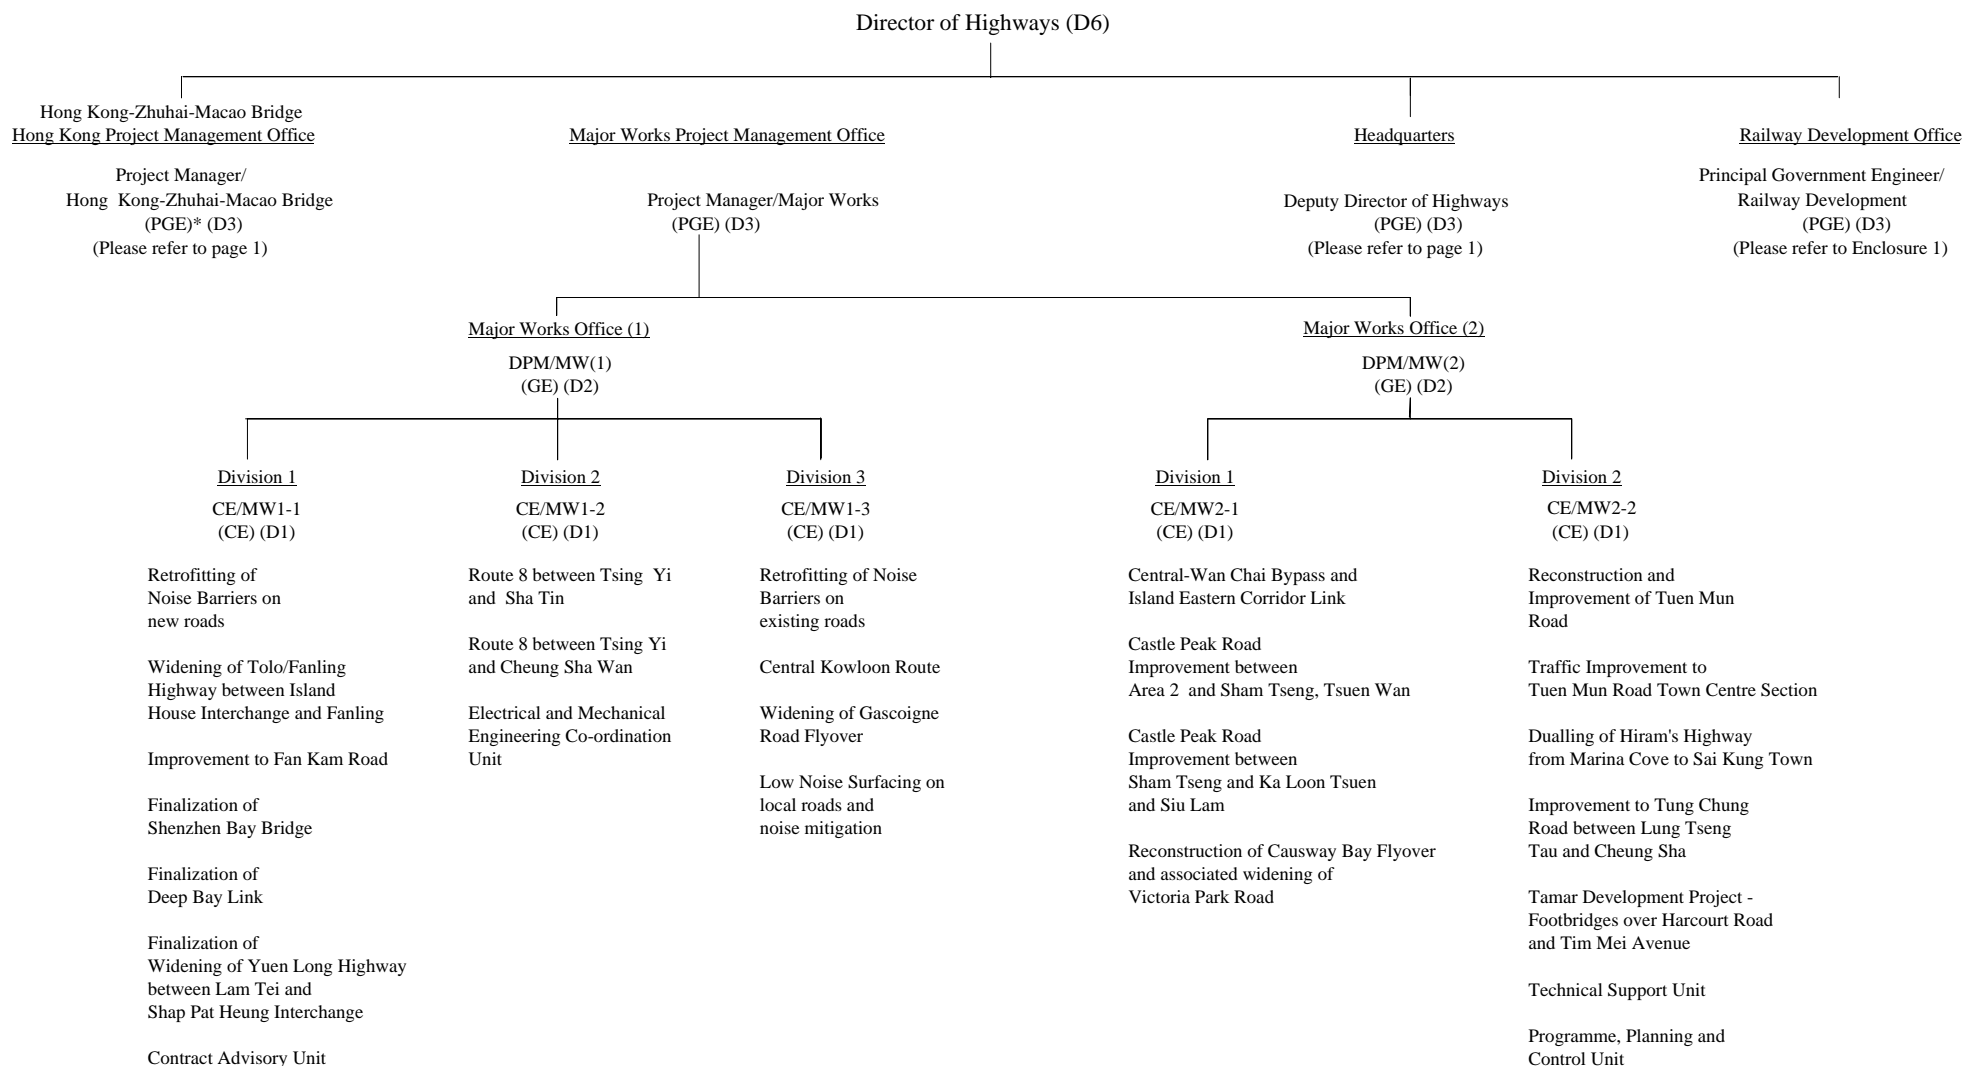 Director of Highways (D6)
Hong Kong-Zhuhai-Macao Bridge
Hong Kong Project Management Office
Project Manager/
Hong Kong-Zhuhai-Macao Bridge
(PGE)* (D3)
(Please refer to page 1)
Major Works Project Management Office
Project Manager/Major Works
(PGE) (D3)
Headquarters
Deputy Director of Highways
(PGE) (D3)
(Please refer to page 1)
Railway Development Office
Principal Government Engineer/
Railway Development
(PGE) (D3)
(Please refer to Enclosure 1)
Major Works Office (1)
DPM/MW(1)
(GE) (D2)
Major Works Office (2)
DPM/MW(2)
(GE) (D2)
Division 1
CE/MW1-1
(CE) (D1)
Retrofitting of
Noise Barriers on
new roads
Widening of Tolo/Fanling
Highway between Island
House Interchange and Fanling
Improvement to Fan Kam Road
Finalization of
Shenzhen Bay Bridge
Finalization of
Deep Bay Link
Finalization of
Widening of Yuen Long Highway
between Lam Tei and
Shap Pat Heung Interchange
Contract Advisory Unit
Division 2
CE/MW1-2
(CE) (D1)
Route 8 between Tsing Yi
and Sha Tin
Route 8 between Tsing Yi
and Cheung Sha Wan
Electrical and Mechanical
Engineering Co-ordination
Unit
Division 3
CE/MW1-3
(CE) (D1)
Retrofitting of Noise
Barriers on
existing roads
Central Kowloon Route
Widening of Gascoigne
Road Flyover
Low Noise Surfacing on
local roads and
noise mitigation
Division 1
CE/MW2-1
(CE) (D1)
Central-Wan Chai Bypass and
Island Eastern Corridor Link
Castle Peak Road
Improvement between
Area 2 and Sham Tseng, Tsuen Wan
Castle Peak Road
Improvement between
Sham Tseng and Ka Loon Tsuen
and Siu Lam
Reconstruction of Causway Bay Flyover
and associated widening of
Victoria Park Road
Division 2
CE/MW2-2
(CE) (D1)
Reconstruction and
Improvement of Tuen Mun
Road
Traffic Improvement to
Tuen Mun Road Town Centre Section
Dualling of Hiram's Highway
from Marina Cove to Sai Kung Town
Improvement to Tung Chung
Road between Lung Tseng
Tau and Cheung Sha
Tamar Development Project -
Footbridges over Harcourt Road
and Tim Mei Avenue
Technical Support Unit
Programme, Planning and
Control Unit